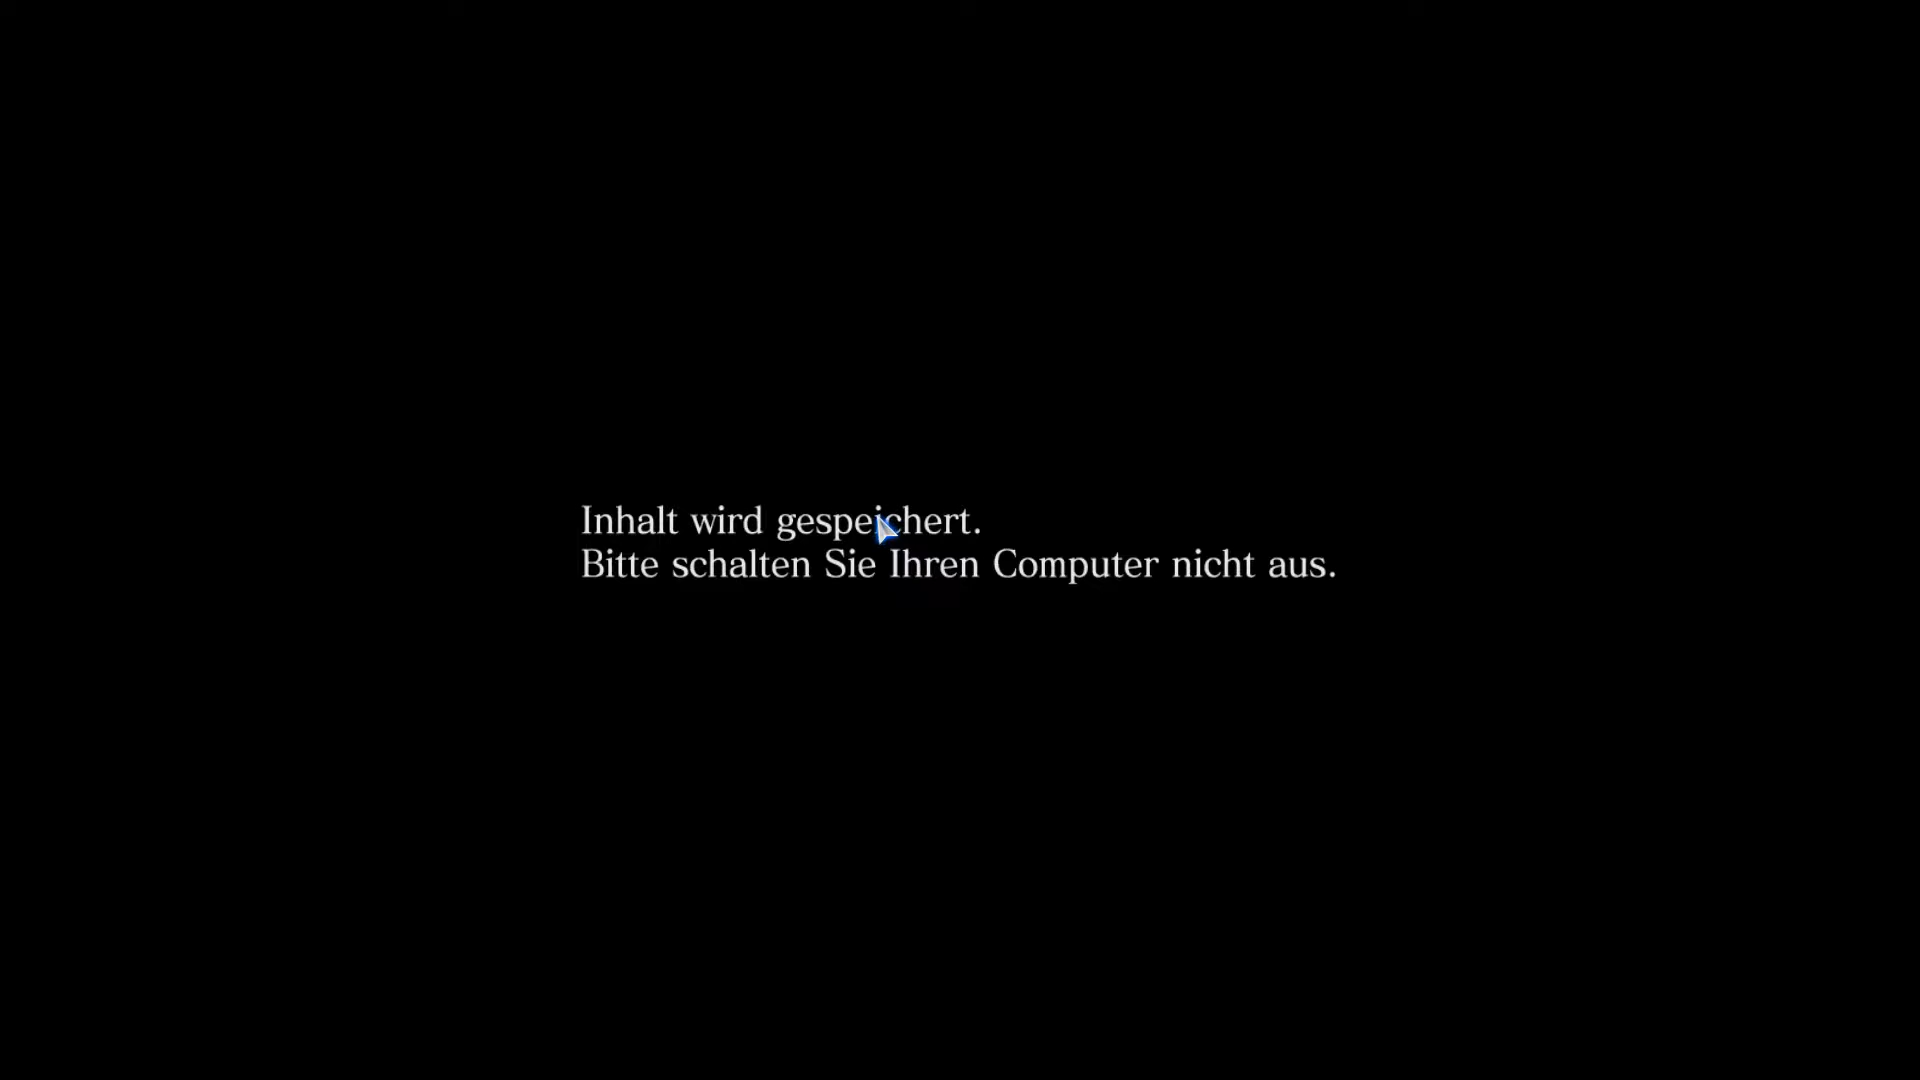 Inhalt wird gespeichert.
Bitte schalten Sie Ihren Computer nicht aus.